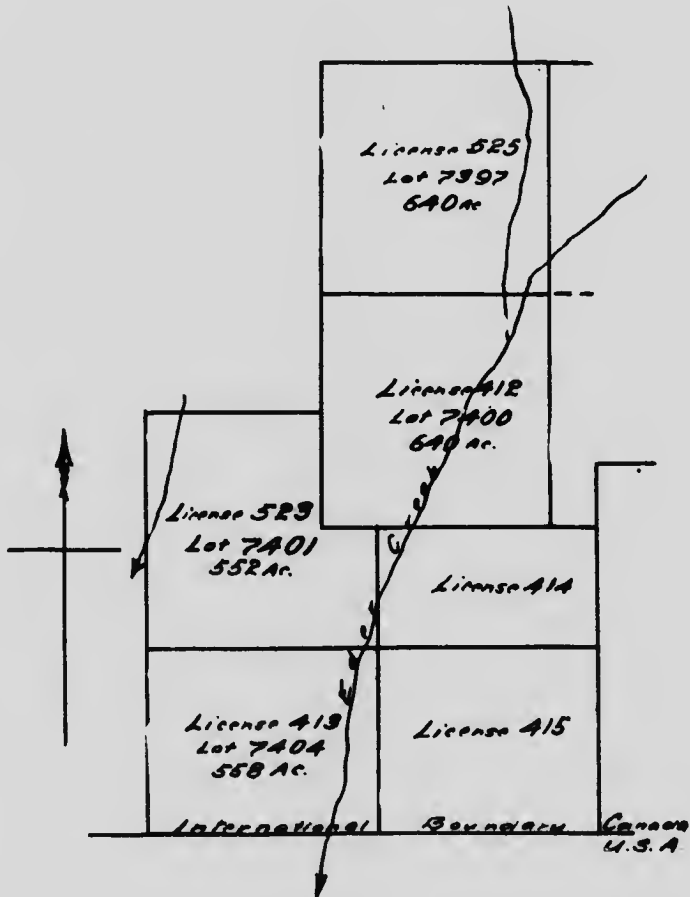 License 525
Lot 7397
640 Ac
License 412
Lot 7400
640 Ac.
License 523
Lot 7401
552 Ac.
License 414
Creek
License 413
Lot 7404
558 Ac.
License 415
International Boundary
Canada
U.S.A